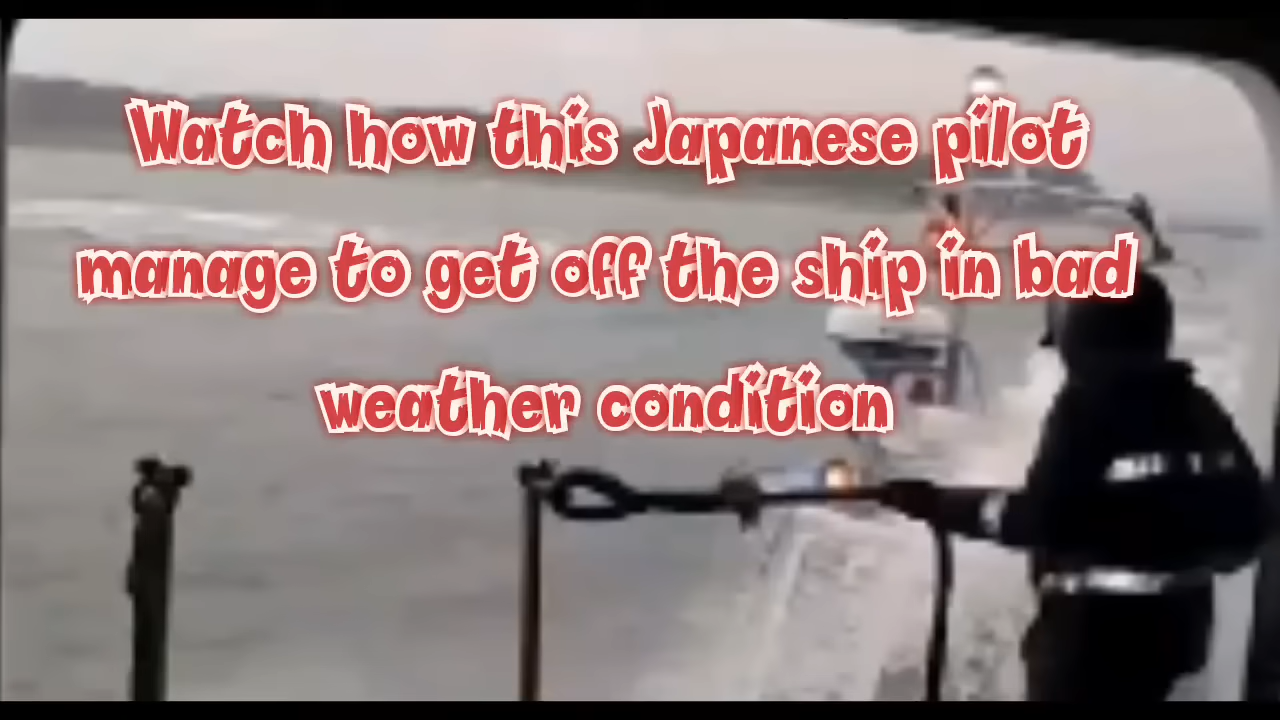 Watch how this Japanese pilot
manage to get off the ship in bad
weather condition